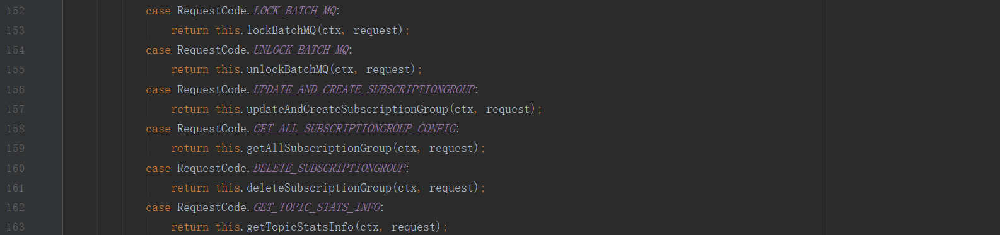 152 case RequestCode.LOCK_BATCH_MQ:
153 return this.lockBatchMQ(ctx, request);
154 case RequestCode.UNLOCK_BATCH_MQ:
155 return this.unlockBatchMQ(ctx, request);
156 case RequestCode.UPDATE_AND_CREATE_SUBSCRIPTIONGROUP:
157 return this.updateAndCreateSubscriptionGroup(ctx, request);
158 case RequestCode.GET_ALL_SUBSCRIPTIONGROUP_CONFIG:
159 return this.getAllSubscriptionGroup(ctx, request);
160 case RequestCode.DELETE_SUBSCRIPTIONGROUP:
161 return this.deleteSubscriptionGroup(ctx, request);
162 case RequestCode.GET_TOPIC_STATS_INFO:
163 return this.getTopicStatsInfo(ctx, request);